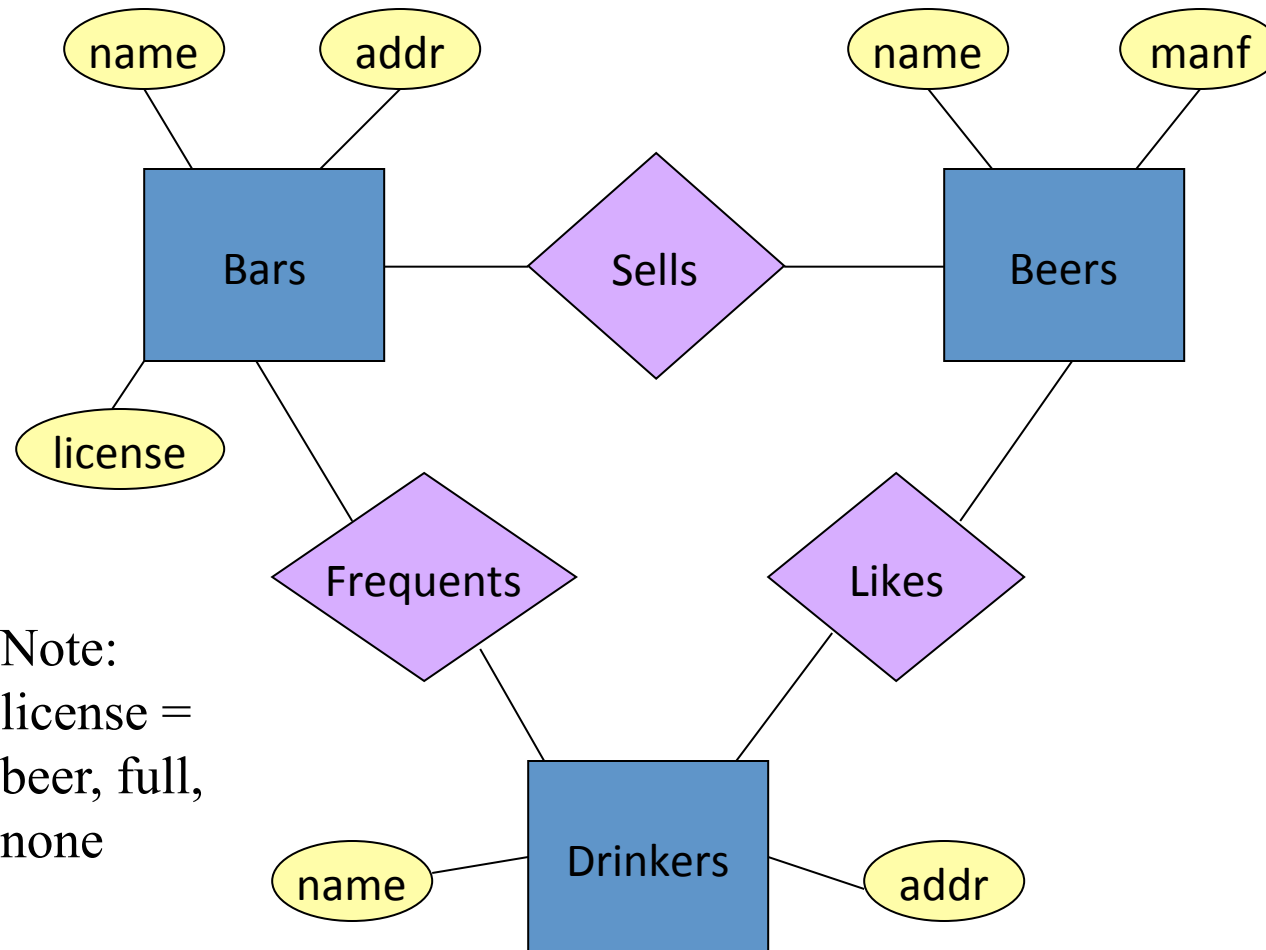 name
addr
name
manf
Bars
Sells
Beers
license
Frequents
Likes
Note:
license =
beer, full,
none
name
Drinkers
addr